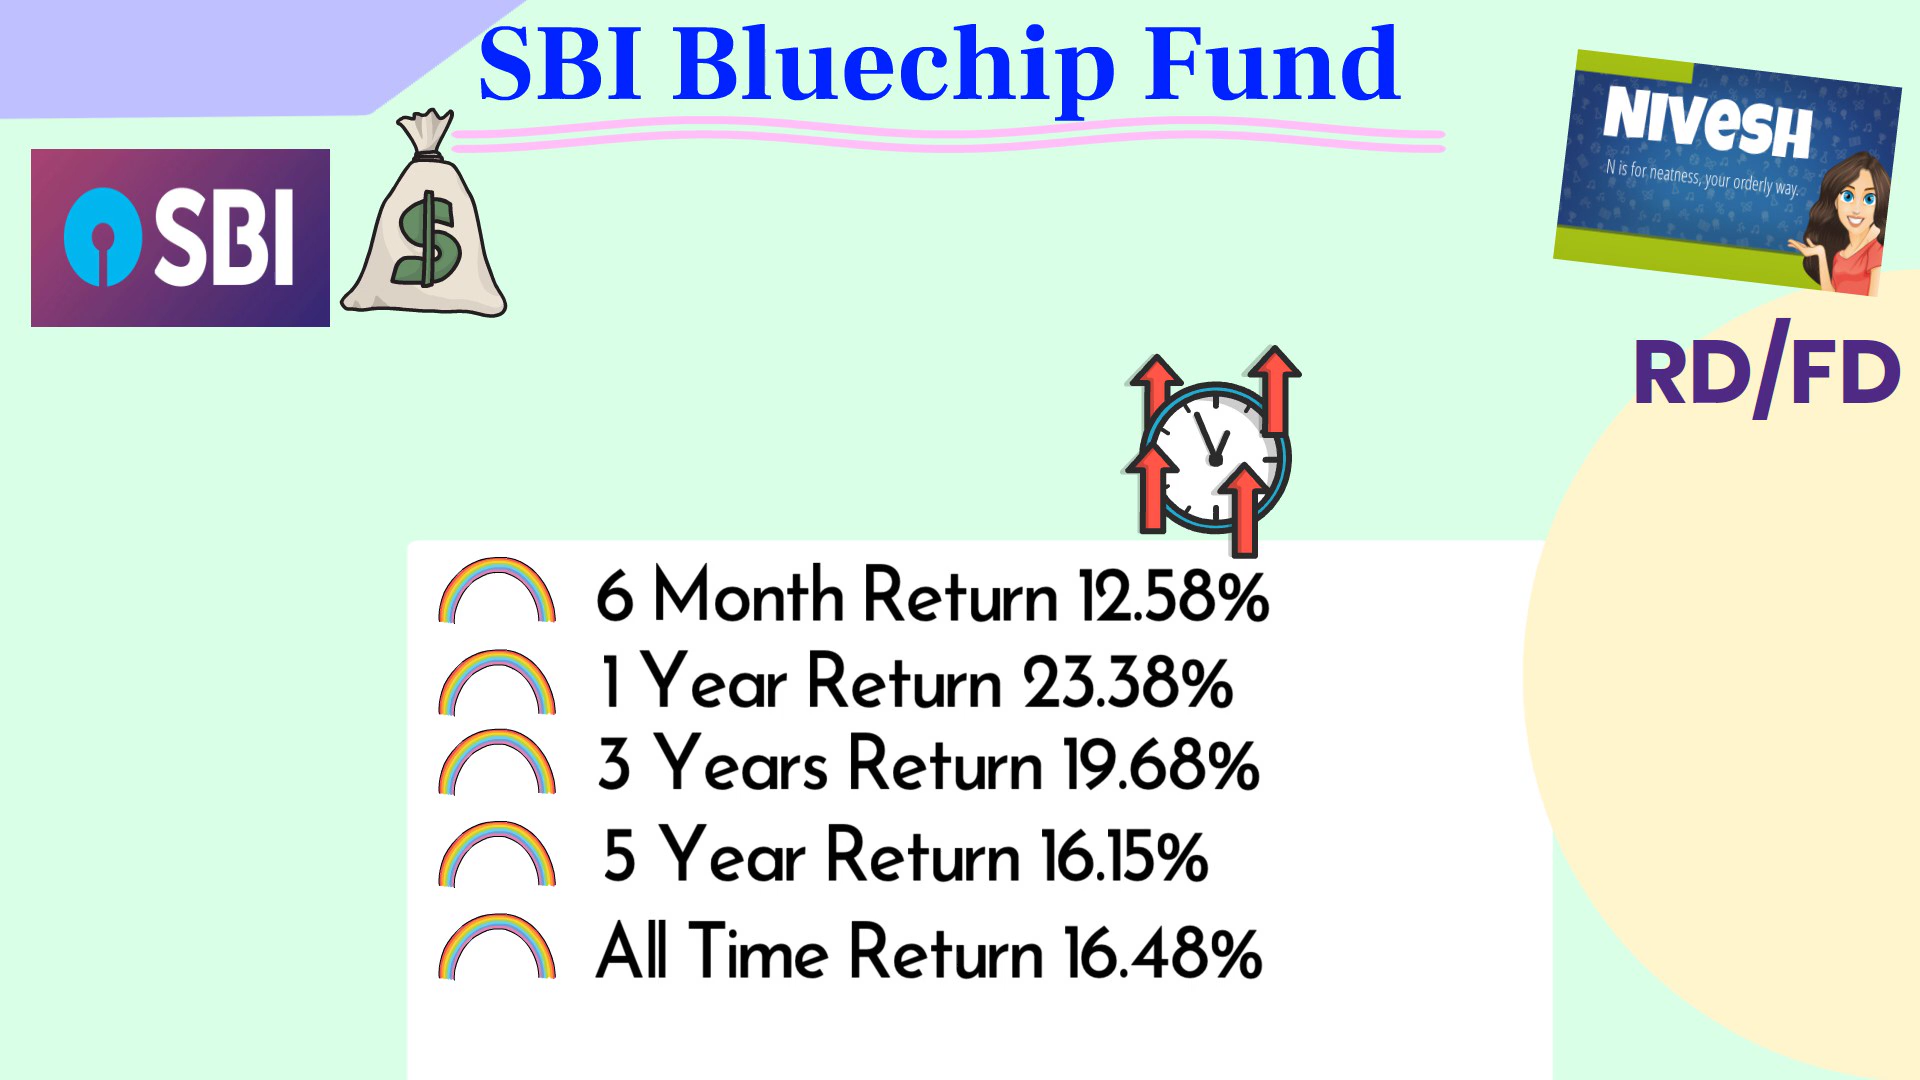 SBI Bluechip Fund
SBI
NIVeSH
N is for neatness, your orderly way.
RD/FD
$
6 Month Return 12.58%
1 Year Return 23.38%
3 Years Return 19.68%
5 Year Return 16.15%
All Time Return 16.48%